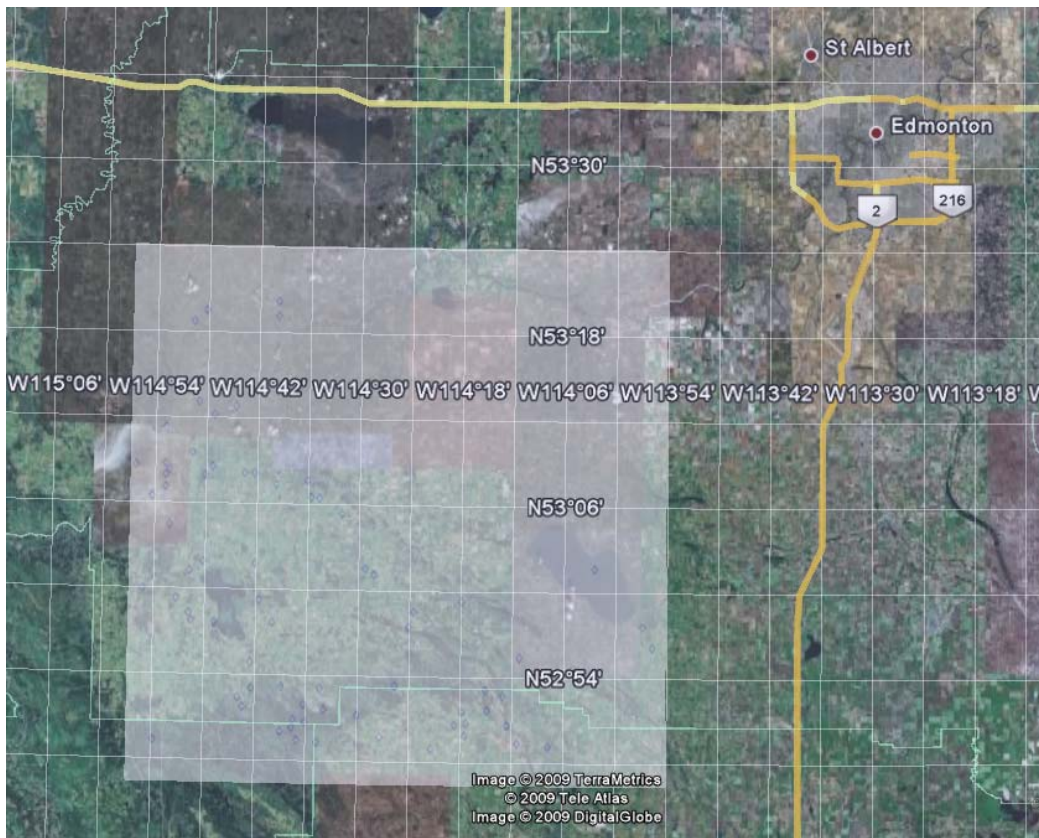 St Albert
Edmonton
N53°30'
2
216
N53°18'
W115°06' W114°54' W114°42' W114°30' W114°18' W114°06' W113°54' W113°42' W113°30' W113°18' W
N53°06'
N52°54'
Image © 2009 TerraMetrics
© 2009 Tele Atlas
Image © 2009 DigitalGlobe